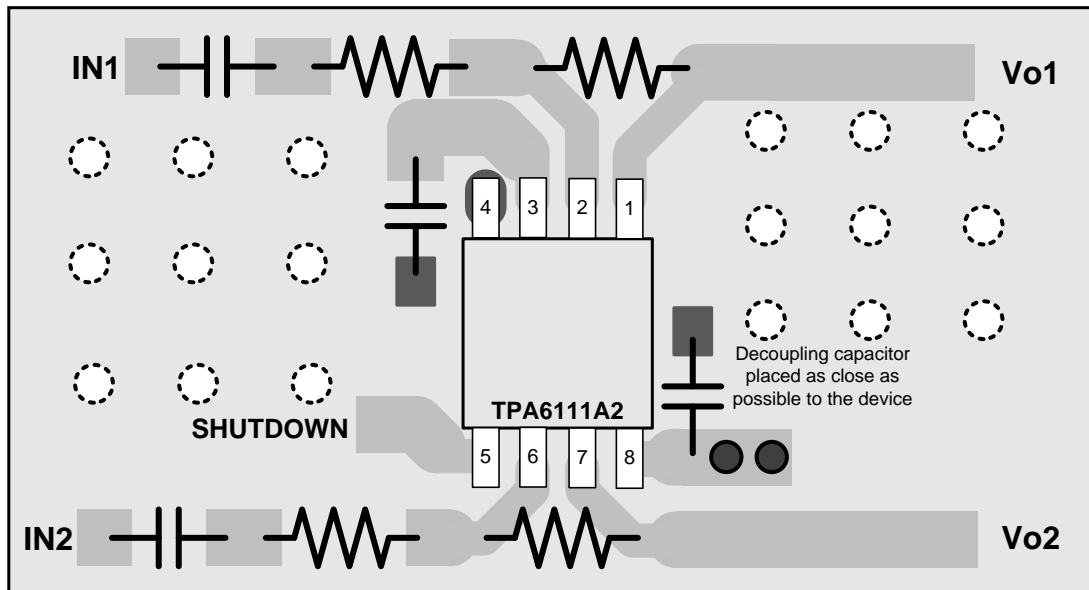 IN1
Vo1
4
3
2
1
Decoupling capacitor
placed as close as
possible to the device
TPA6111A2
SHUTDOWN
5
6
7
8
IN2
Vo2